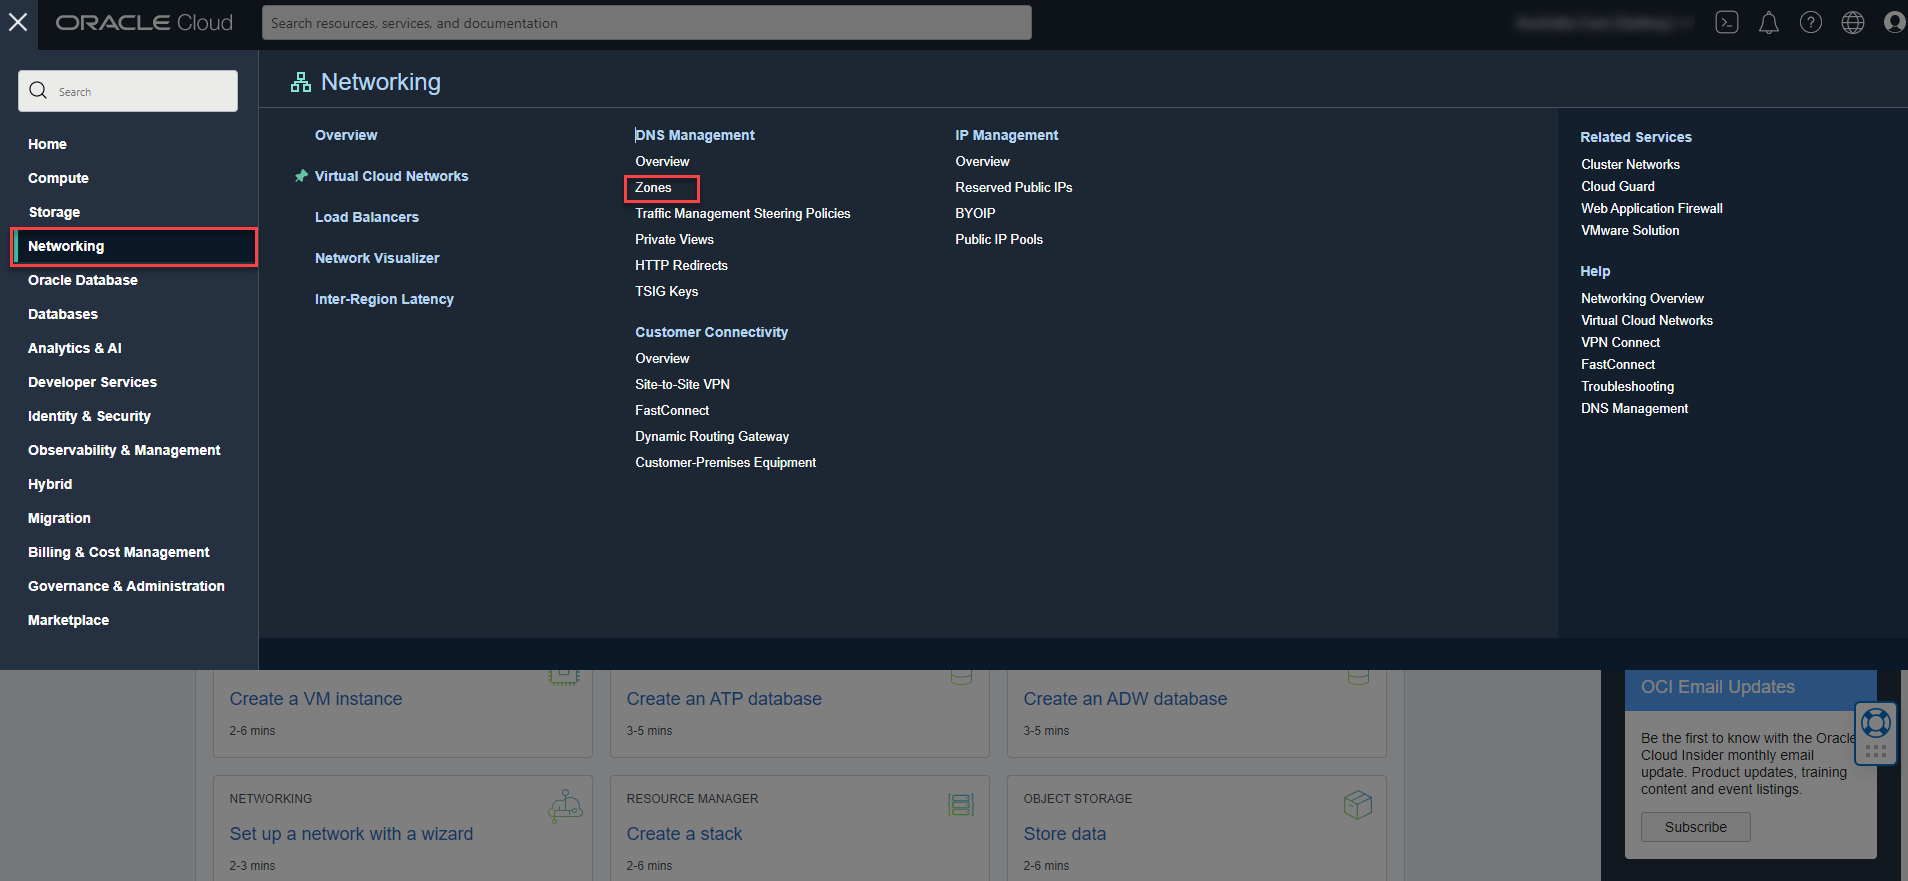 ORACLE Cloud
Search resources, services, and documentation
Search
Home
Compute
Storage
Networking
Oracle Database
Databases
Analytics & AI
Developer Services
Identity & Security
Observability & Management
Hybrid
Migration
Billing & Cost Management
Governance & Administration
Marketplace
Networking
Overview
Virtual Cloud Networks
Load Balancers
Network Visualizer
Inter-Region Latency
DNS Management
Overview
Zones
Traffic Management Steering Policies
Private Views
HTTP Redirects
TSIG Keys
Customer Connectivity
Overview
Site-to-Site VPN
FastConnect
Dynamic Routing Gateway
Customer-Premises Equipment
IP Management
Overview
Reserved Public IPs
BYOIP
Public IP Pools
Related Services
Cluster Networks
Cloud Guard
Web Application Firewall
VMware Solution
Help
Networking Overview
Virtual Cloud Networks
VPN Connect
FastConnect
Troubleshooting
DNS Management
Create a VM instance
2-6 mins
Create an ATP database
3-5 mins
Create an ADW database
3-5 mins
NETWORKING
Set up a network with a wizard
2-3 mins
RESOURCE MANAGER
Create a stack
2-6 mins
OBJECT STORAGE
Store data
2-6 mins
OCI Email Updates
Be the first to know with the Oracle
Cloud Insider monthly email
update. Product updates, training
content and event listings.
Subscribe